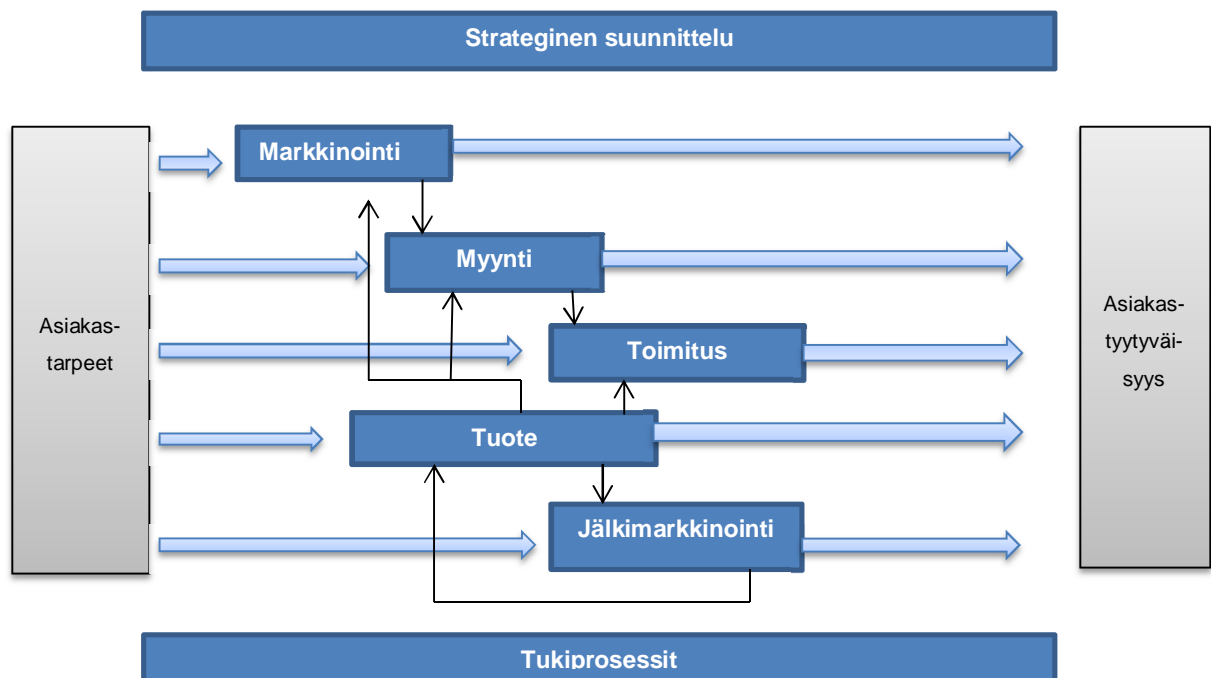 Strateginen suunnittelu
Markkinointi
Myynti
Asiakas-
tarpeet
Toimitus
Asiakas-
tyytyväi-
syys
Tuote
Jälkimarkkinointi
Tukiprosessit